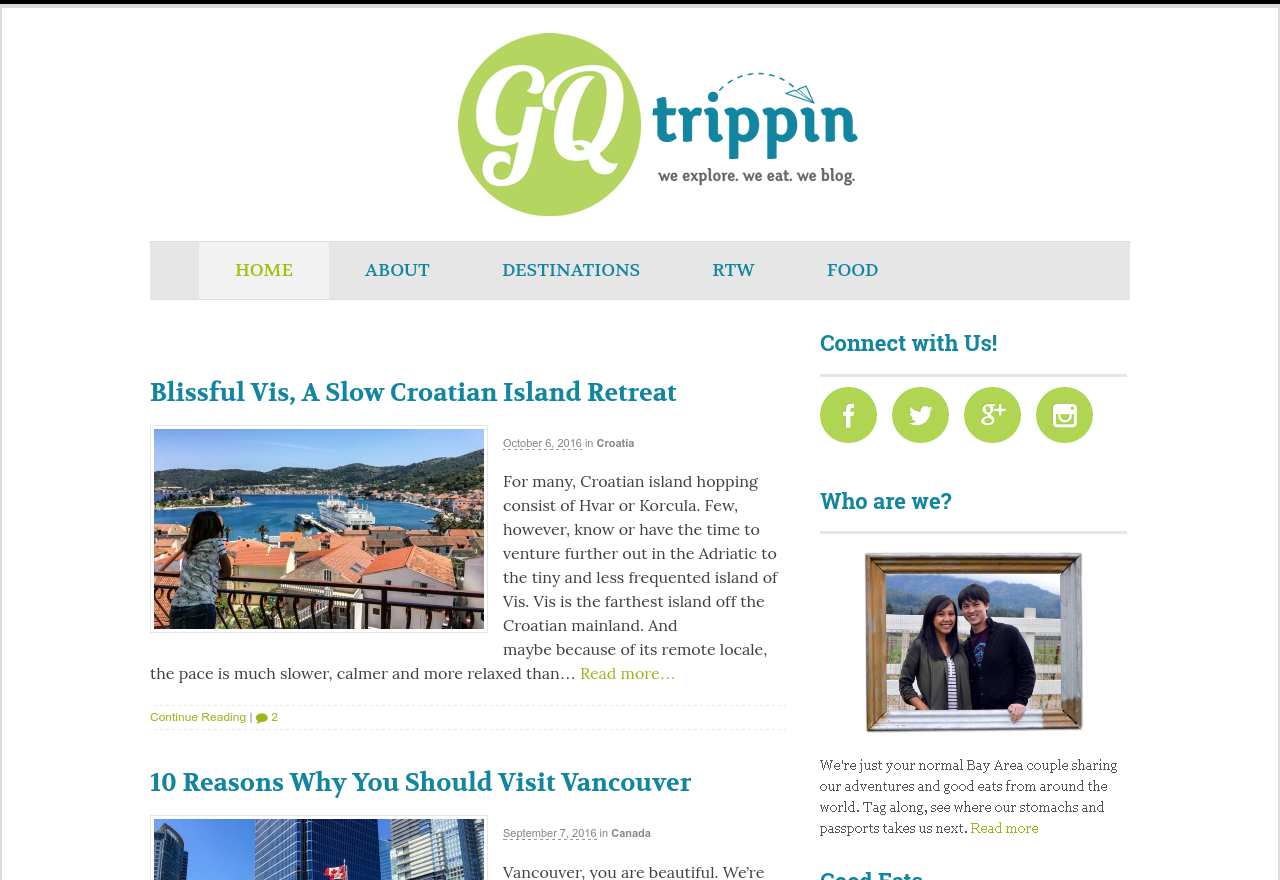 GQ trippin
we explore. we eat. we blog.
HOME ABOUT DESTINATIONS RTW FOOD
Blissful Vis, A Slow Croatian Island Retreat
October 6, 2016 in Croatia
For many, Croatian island hopping
consist of Hvar or Korcula. Few,
however, know or have the time to
venture further out in the Adriatic to
the tiny and less frequented island of
Vis. Vis is the farthest island off the
Croatian mainland. And
maybe because of its remote locale,
the pace is much slower, calmer and more relaxed than… Read more…
Continue Reading | 2
10 Reasons Why You Should Visit Vancouver
September 7, 2016 in Canada
Vancouver, you are beautiful. We’re
Connect with Us!
Who are we?
We're just your normal Bay Area couple sharing
our adventures and good eats from around the
world. Tag along, see where our stomachs and
passports takes us next. Read more
Good Eats